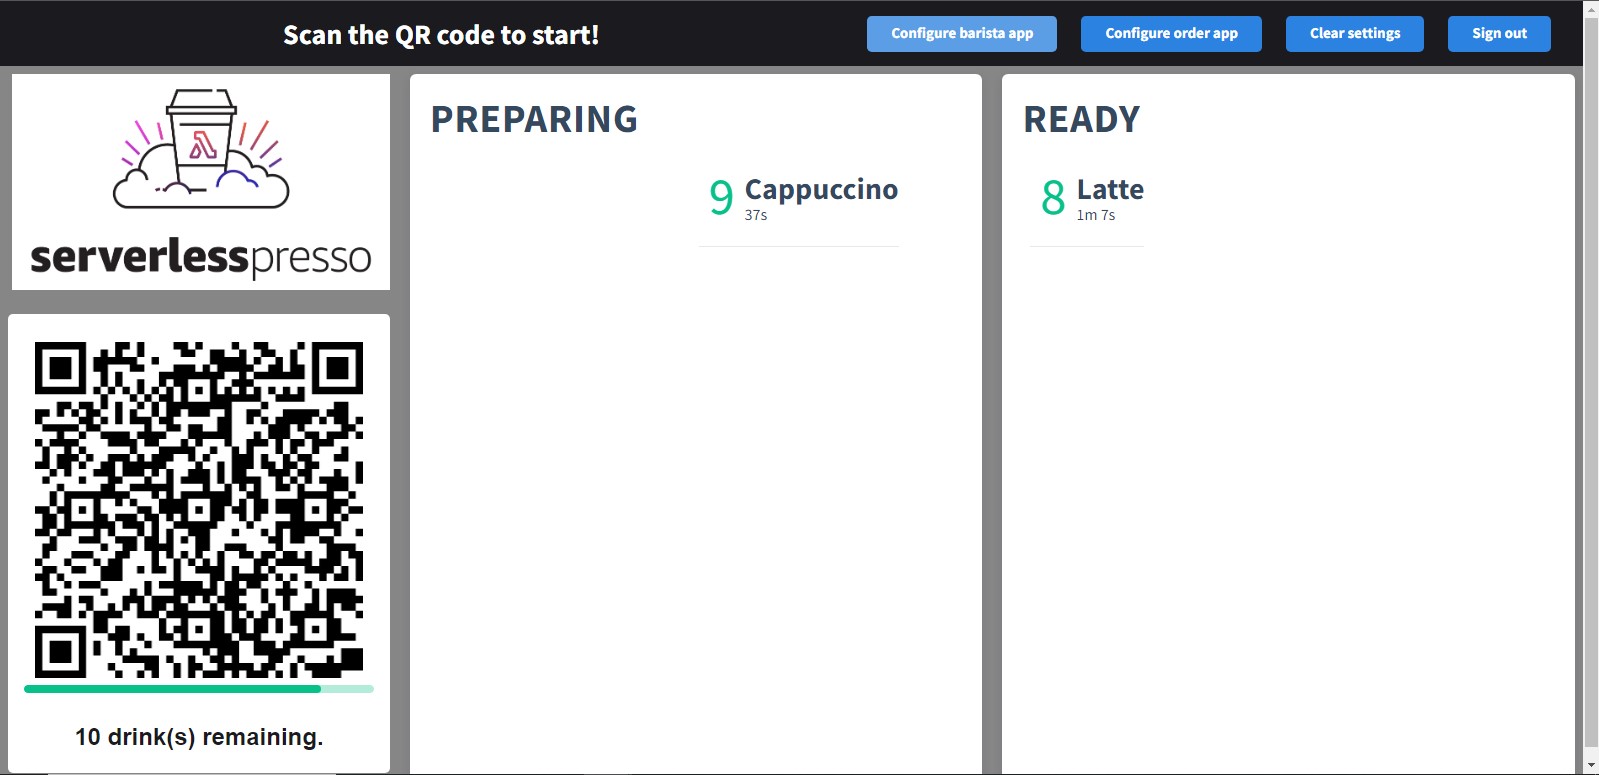 Scan the QR code to start!
Configure barista app
Configure order app
Clear settings
Sign out
serverlesspresso
10 drink(s) remaining.
PREPARING
9 Cappuccino
37s
READY
8 Latte
1m 7s